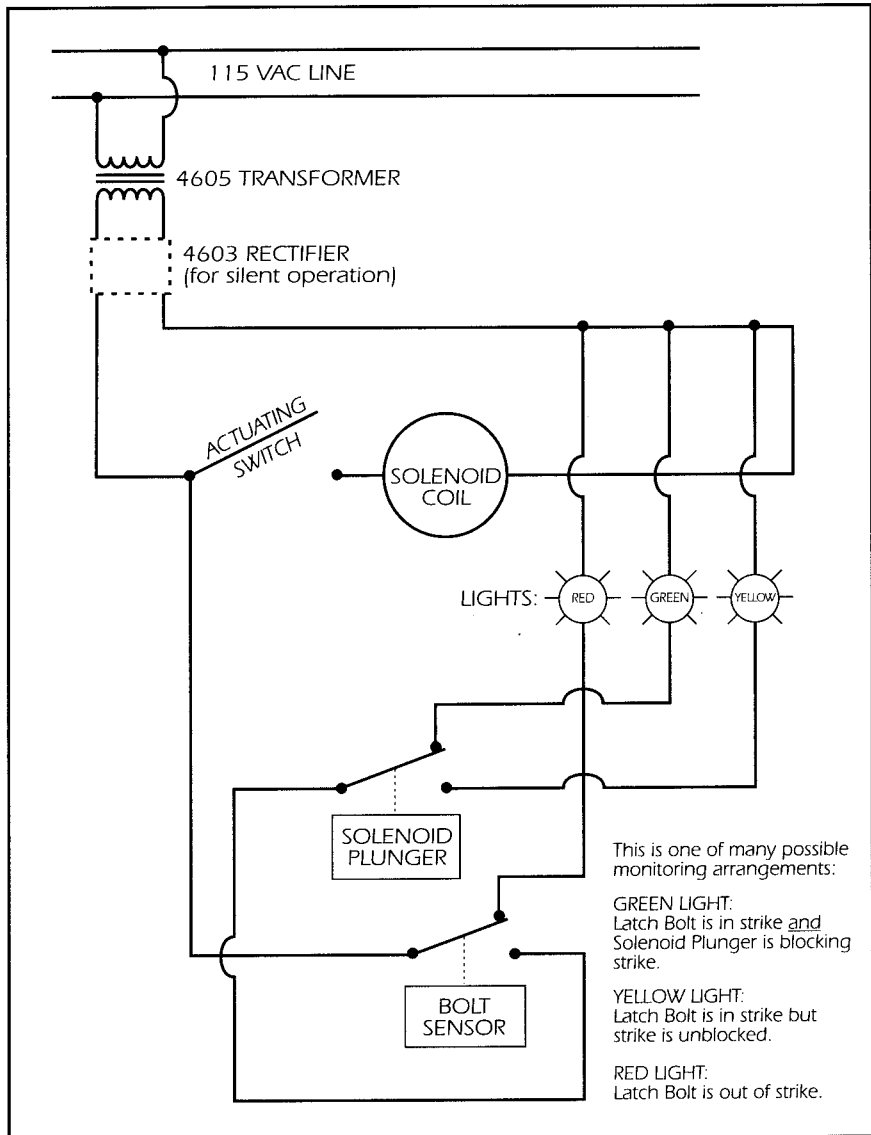 115 VAC LINE
4605 TRANSFORMER
4603 RECTIFIER
(for silent operation)
ACTUATING
SWITCH
SOLENOID
COIL
LIGHTS:
RED
GREEN
YELLOW
SOLENOID
PLUNGER
BOLT
SENSOR
This is one of many possible
monitoring arrangements:
GREEN LIGHT:
Latch Bolt is in strike and
Solenoid Plunger is blocking
strike.
YELLOW LIGHT:
Latch Bolt is in strike but
strike is unblocked.
RED LIGHT:
Latch Bolt is out of strike.